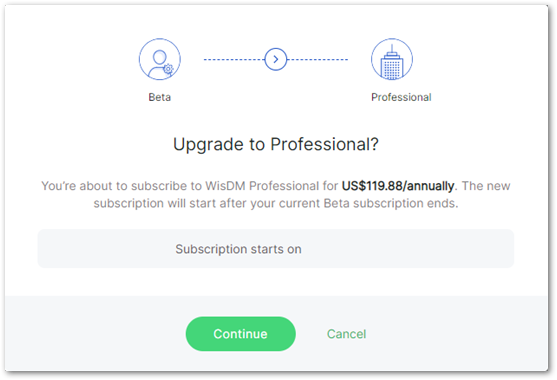 Beta
Professional
Upgrade to Professional?
You're about to subscribe to WisDM Professional for US$119.88/annually. The new
subscription will start after your current Beta subscription ends.
Subscription starts on
Continue
Cancel